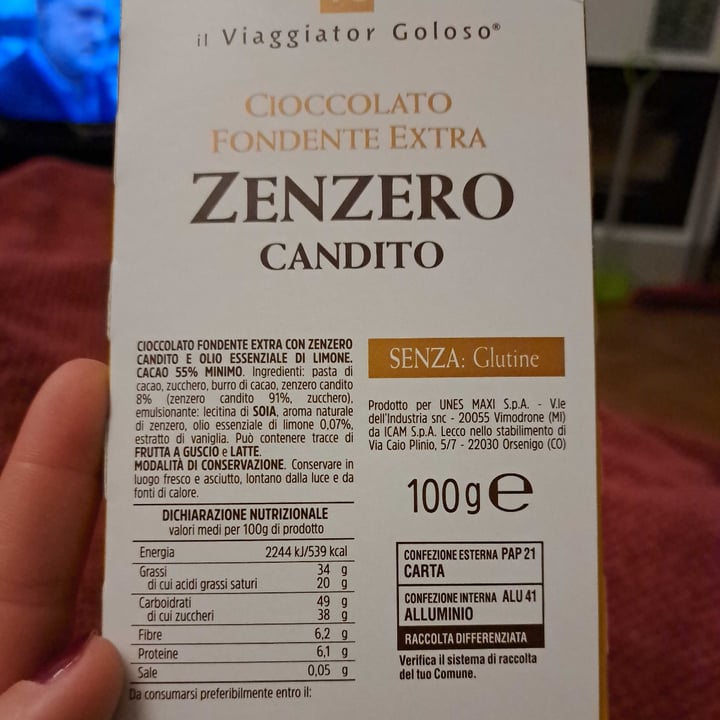 il Viaggiator Goloso®
CIOCCOLATO
FONDENTE EXTRA
ZENZERO
CANDITO
CIOCCOLATO FONDENTE EXTRA CON ZENZERO
CANDITO E OLIO ESSENZIALE DI LIMONE.
CACAO 55% MINIMO. Ingredienti: pasta di
cacao, zucchero, burro di cacao, zenzero candito
8% (zenzero candito 91%, zucchero),
emulsionante: lecitina di SOIA, aroma naturale
di zenzero, olio essenziale di limone 0,07%,
estratto di vaniglia. Può contenere tracce di
FRUTTA A GUSCIO e LATTE.
MODALITÀ DI CONSERVAZIONE. Conservare in
luogo fresco e asciutto, lontano dalla luce e da
fonti di calore.
DICHIARAZIONE NUTRIZIONALE
valori medi per 100g di prodotto
Energia 2244 kJ/539 kcal
Grassi 34 g
di cui acidi grassi saturi 20 g
Carboidrati 49 g
di cui zuccheri 38 g
Fibre 6,2 g
Proteine 6,1 g
Sale 0,05 g
Da consumarsi preferibilmente entro il:
SENZA: Glutine
Prodotto per UNES MAXI S.p.A. - V.le
dell'Industria snc - 20055 Vimodrone (MI)
da ICAM S.p.A. Lecco nello stabilimento di
Via Caio Plinio, 5/7 - 22030 Orsenigo (CO)
100 g e
CONFEZIONE ESTERNA PAP 21
CARTA
CONFEZIONE INTERNA ALU 41
ALLUMINIO
RACCOLTA DIFFERENZIATA
Verifica il sistema di raccolta
del tuo Comune.